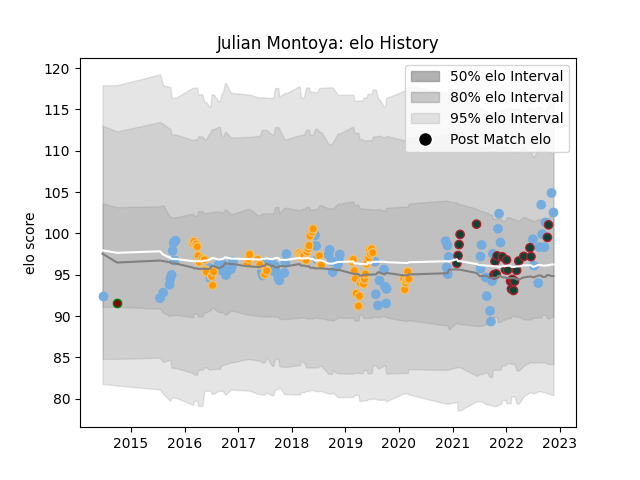 Julian Montoya: elo History
50% elo Interval
80% elo Interval
95% elo Interval
Post Match elo
elo score
120
115
110
105
100
95
90
85
80
2015 2016 2017 2018 2019 2020 2021 2022 2023